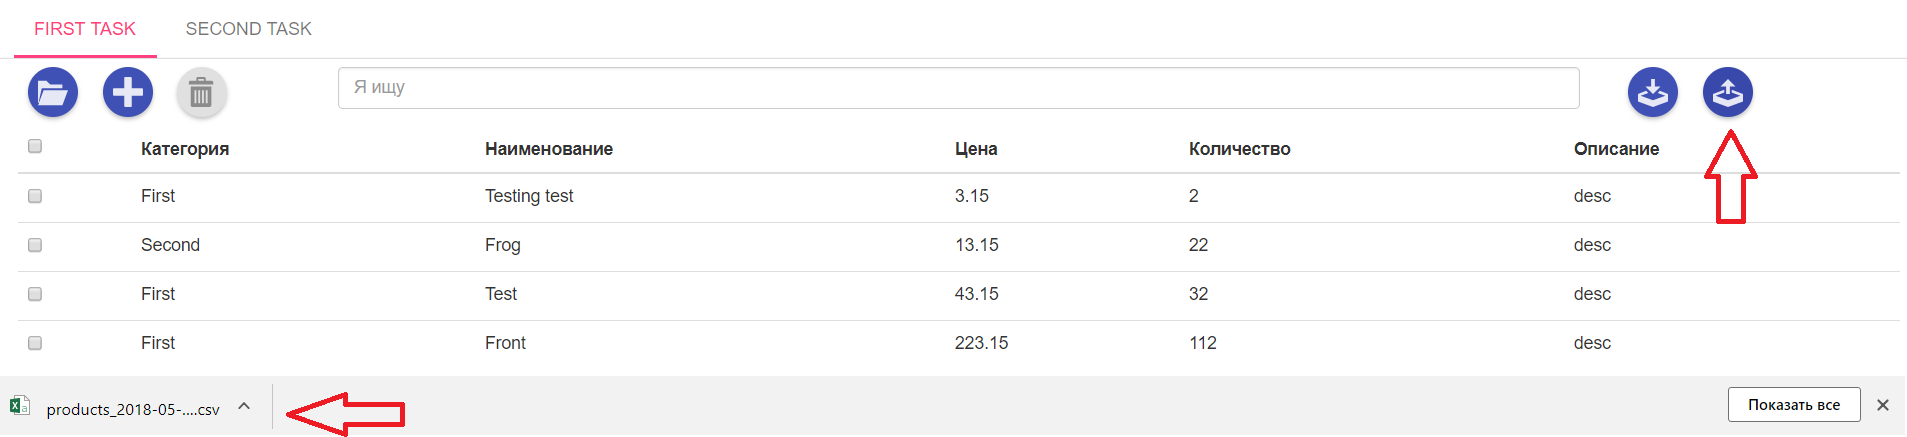 FIRST TASK SECOND TASK
Я ищу
Категория Наименование Цена Количество Описание
First Testing test 3.15 2 desc
Second Frog 13.15 22 desc
First Test 43.15 32 desc
First Front 223.15 112 desc
products_2018-05-....csv Показать все